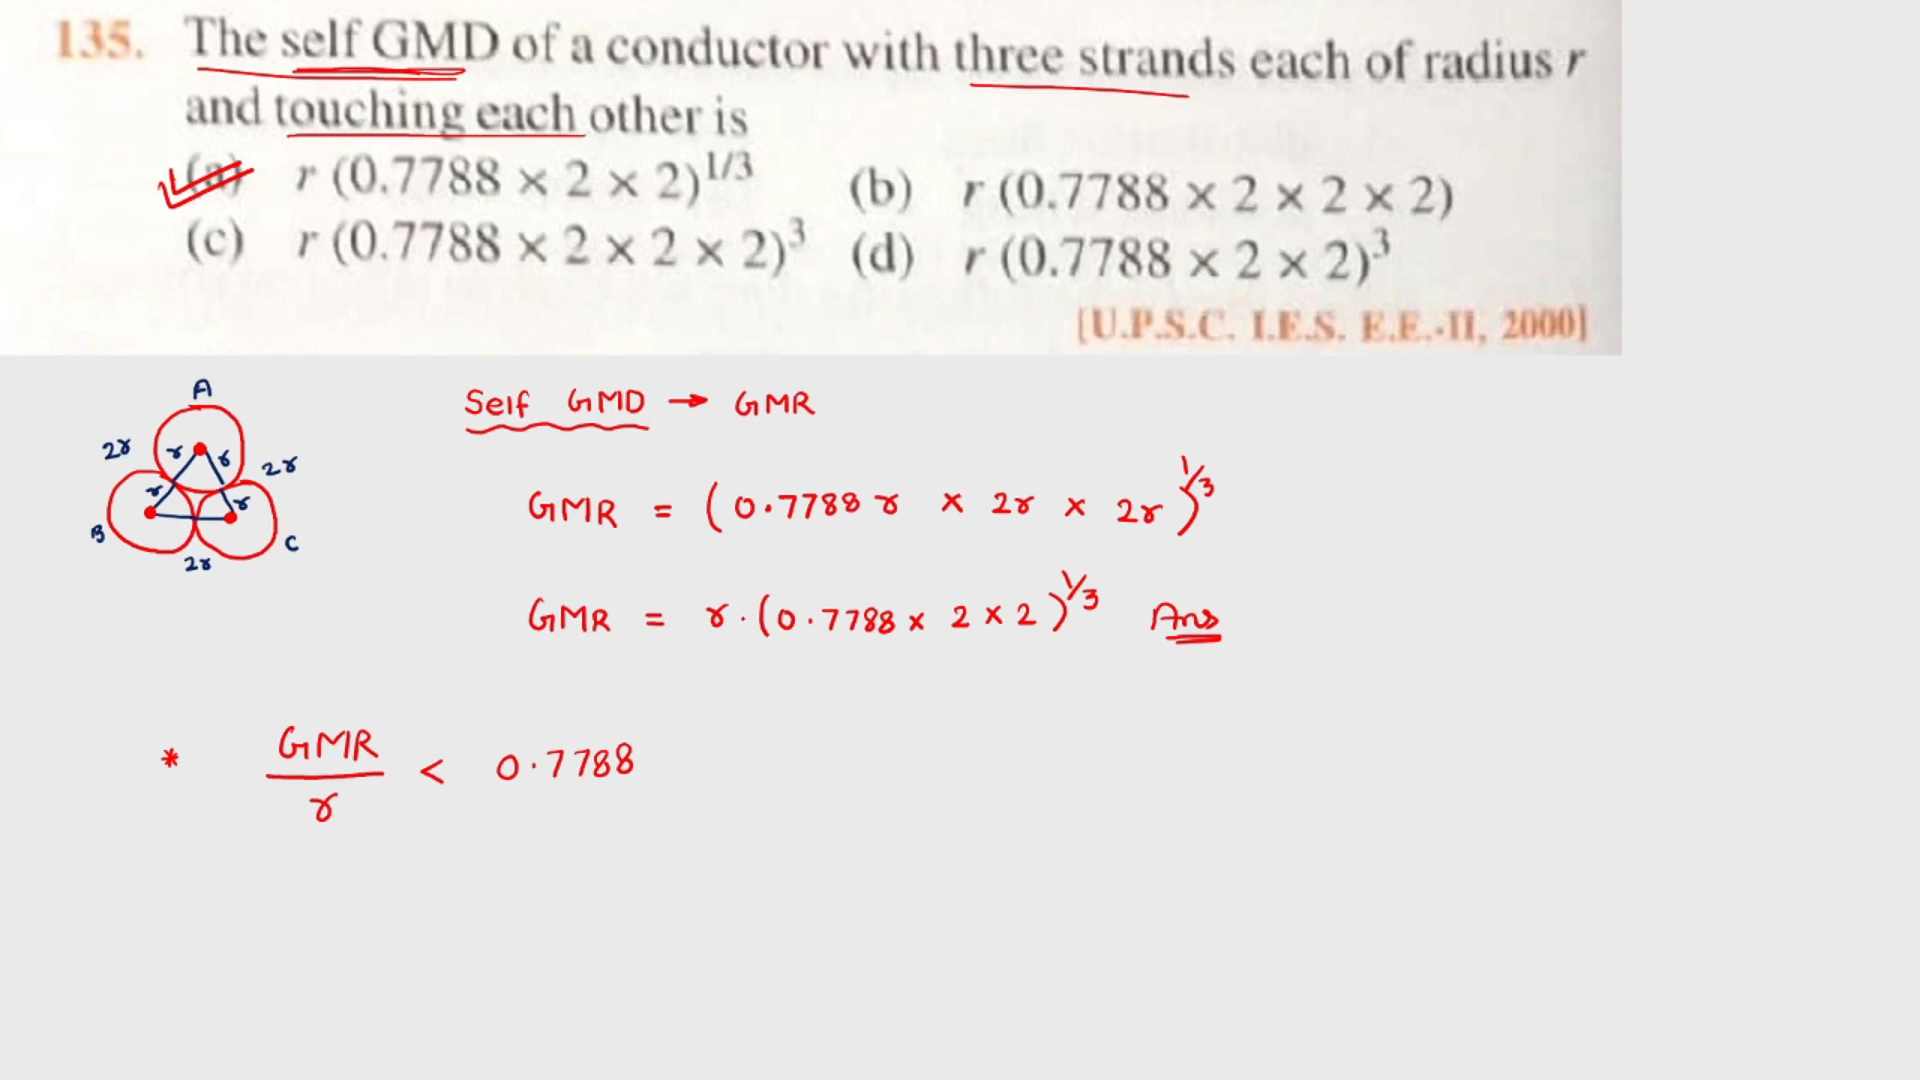 135. The self GMD of a conductor with three strands each of radius r
and touching each other is
(a) r (0.7788 × 2 × 2)^1/3 (b) r (0.7788 × 2 × 2 × 2)
(c) r (0.7788 × 2 × 2 × 2)^3 (d) r (0.7788 × 2 × 2)^3
[U.P.S.C. I.E.S. E.E.-II, 2000]
A
2r r r 2r
r r
B C
2r
Self GMD → GMR
GMR = (0.7788 r × 2r × 2r)^1/3
GMR = r·(0.7788 × 2 × 2)^1/3 Ans
* GMR/r < 0.7788